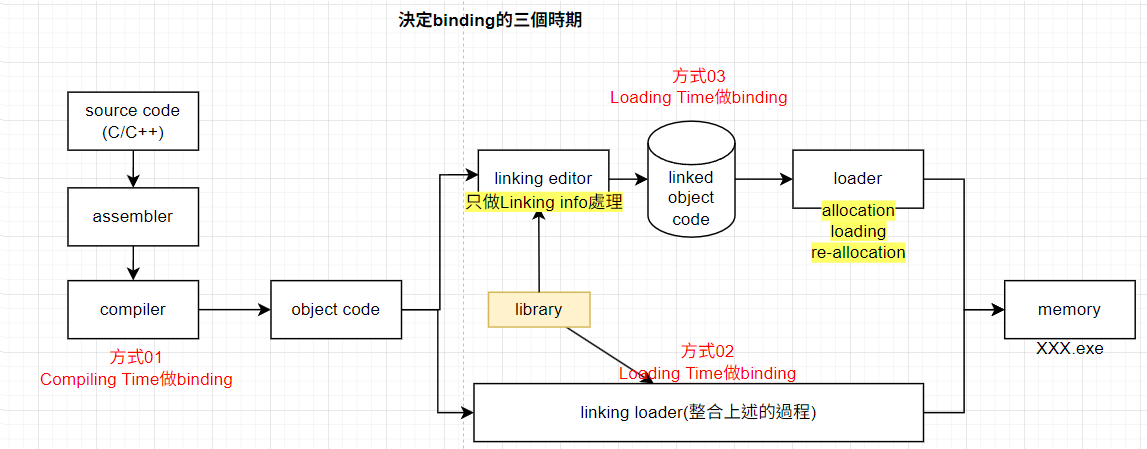 決定binding的三個時期
source code
(C/C++)
assembler
compiler
方式01
Compiling Time做binding
object code
linking editor
只做Linking info處理
library
方式03
Loading Time做binding
linked
object
code
loader
allocation
loading
re-allocation
方式02
Loading Time做binding
linking loader(整合上述的過程)
memory
XXX.exe